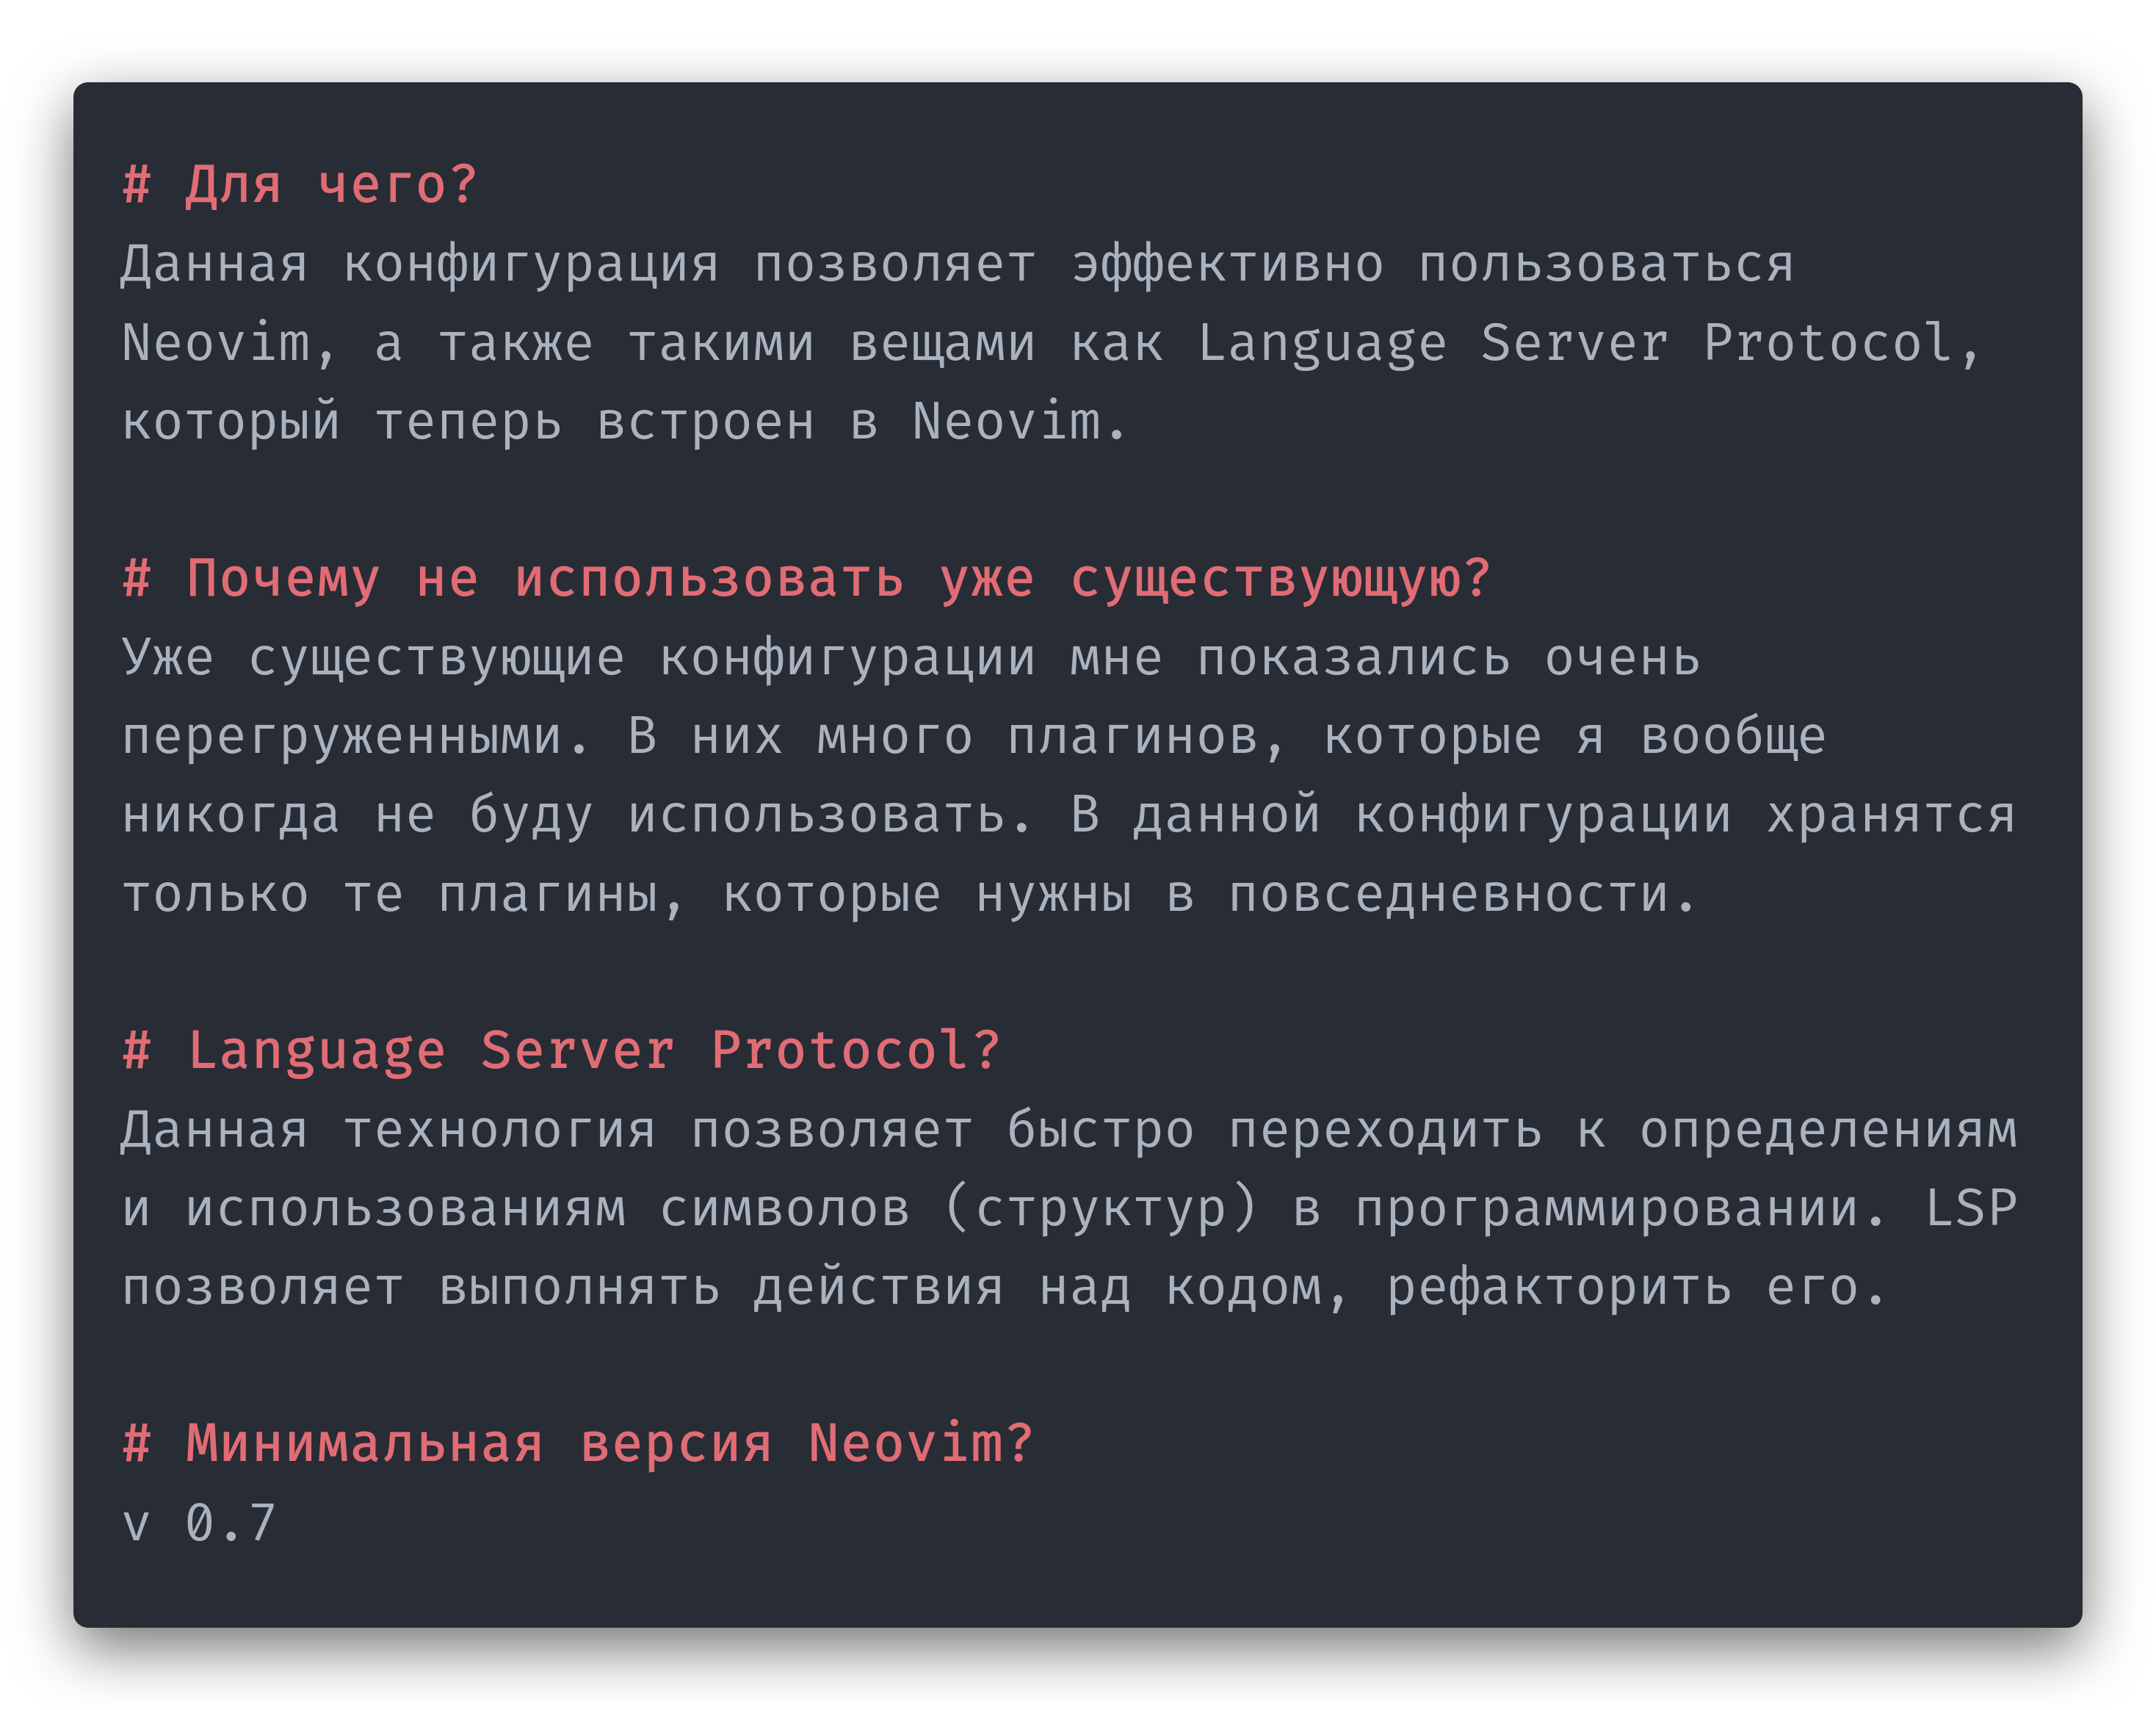 # Для чего?
Данная конфигурация позволяет эффективно пользоваться
Neovim, а также такими вещами как Language Server Protocol,
который теперь встроен в Neovim.
# Почему не использовать уже существующую?
Уже существующие конфигурации мне показались очень
перегруженными. В них много плагинов, которые я вообще
никогда не буду использовать. В данной конфигурации хранятся
только те плагины, которые нужны в повседневности.
# Language Server Protocol?
Данная технология позволяет быстро переходить к определениям
и использованиям символов (структур) в программировании. LSP
позволяет выполнять действия над кодом, рефакторить его.
# Минимальная версия Neovim?
v 0.7